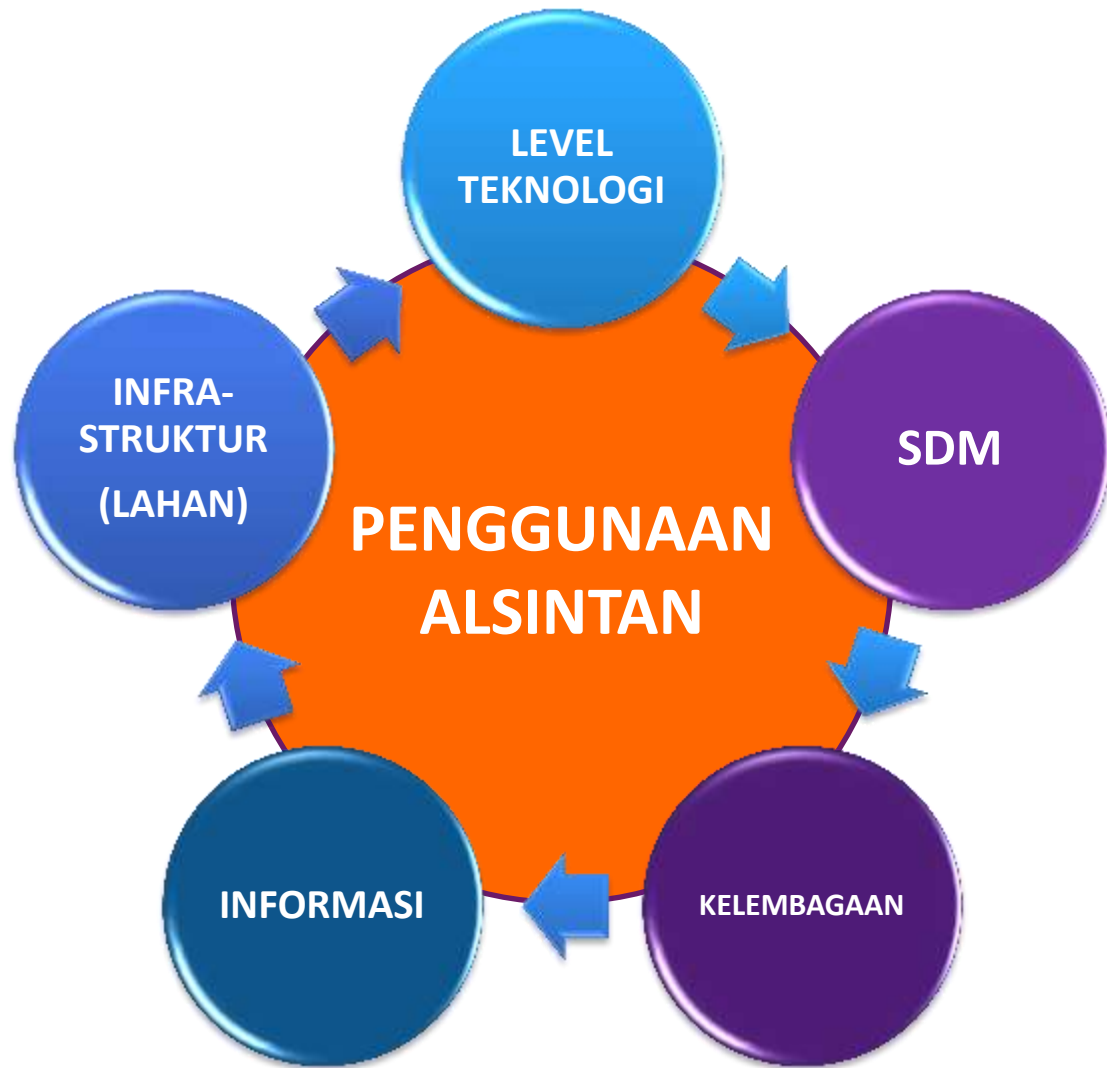 LEVEL
TEKNOLOGI
SDM
KELEMBAGAAN
INFORMASI
INFRA-
STRUKTUR
(LAHAN)
PENGGUNAAN
ALSINTAN